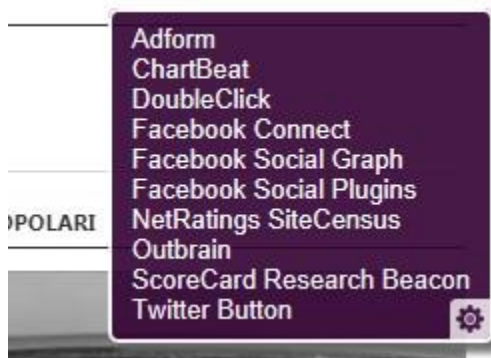 Adform
ChartBeat
DoubleClick
Facebook Connect
Facebook Social Graph
Facebook Social Plugins
NetRatings SiteCensus
Outbrain
ScoreCard Research Beacon
Twitter Button
OPOLARI